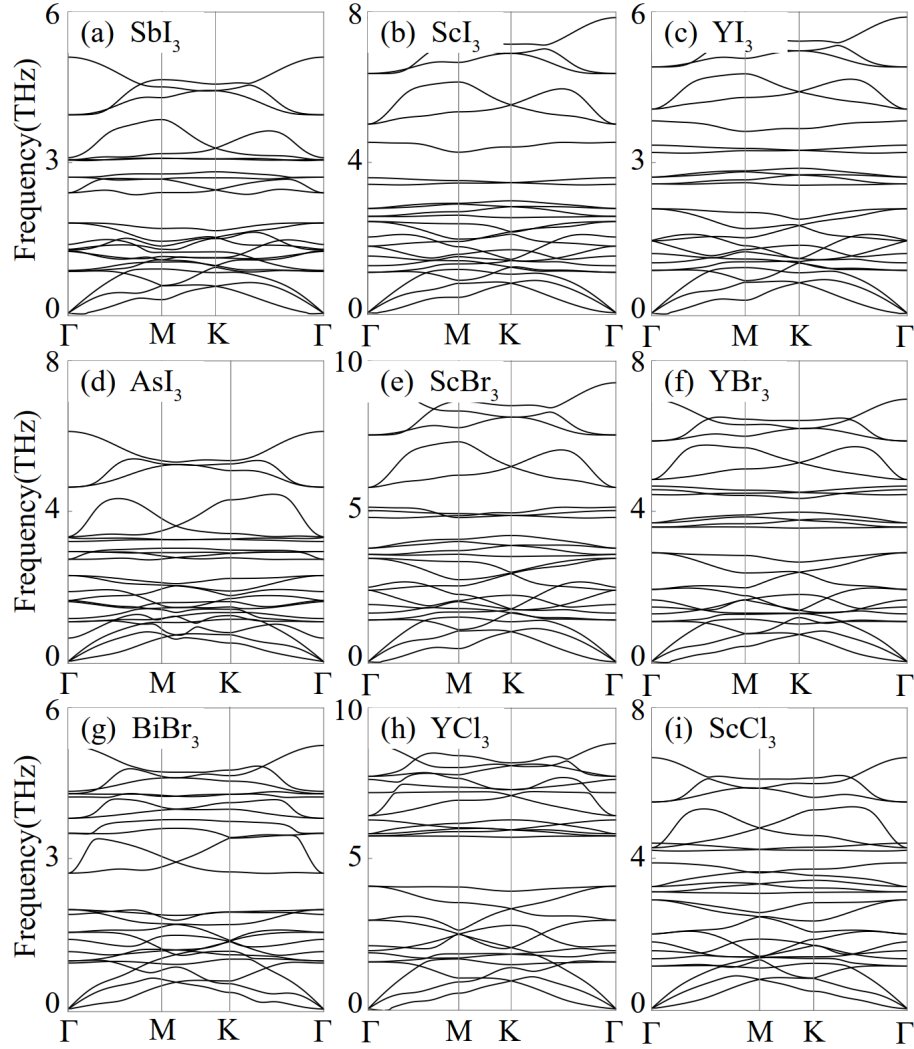 6 (a) SbI₃ 8 (b) ScI₃ 6 (c) YI₃
Frequency(THz)
3 4 3
0 0 0
Γ M K Γ Γ M K Γ Γ M K Γ
8 (d) AsI₃ 10 (e) ScBr₃ 8 (f) YBr₃
Frequency(THz)
4 5 4
0 0 0
Γ M K Γ Γ M K Γ Γ M K Γ
6 (g) BiBr₃ 10 (h) YCl₃ 8 (i) ScCl₃
Frequency(THz)
3 5 4
0 0 0
Γ M K Γ Γ M K Γ Γ M K Γ